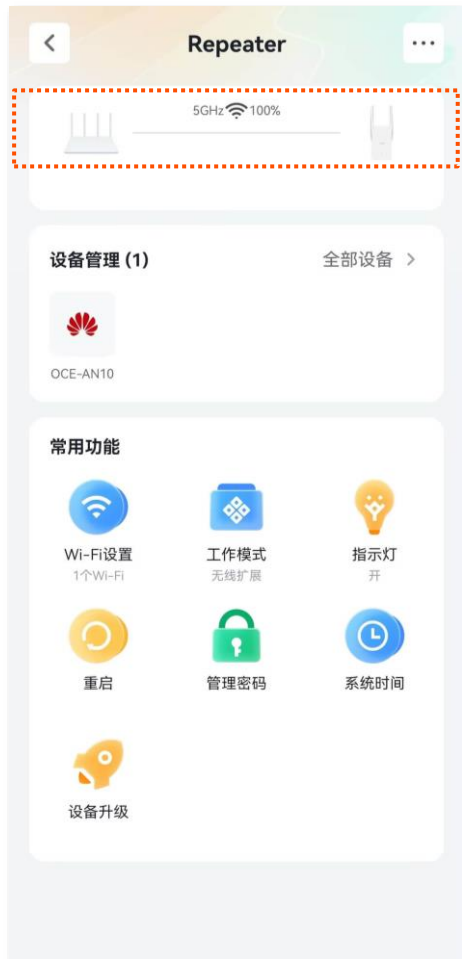 Repeater
5GHz 100%
设备管理 (1)
全部设备
OCE-AN10
常用功能
Wi-Fi设置
工作模式
指示灯
1个Wi-Fi
无线扩展
开
重启
管理密码
系统时间
设备升级